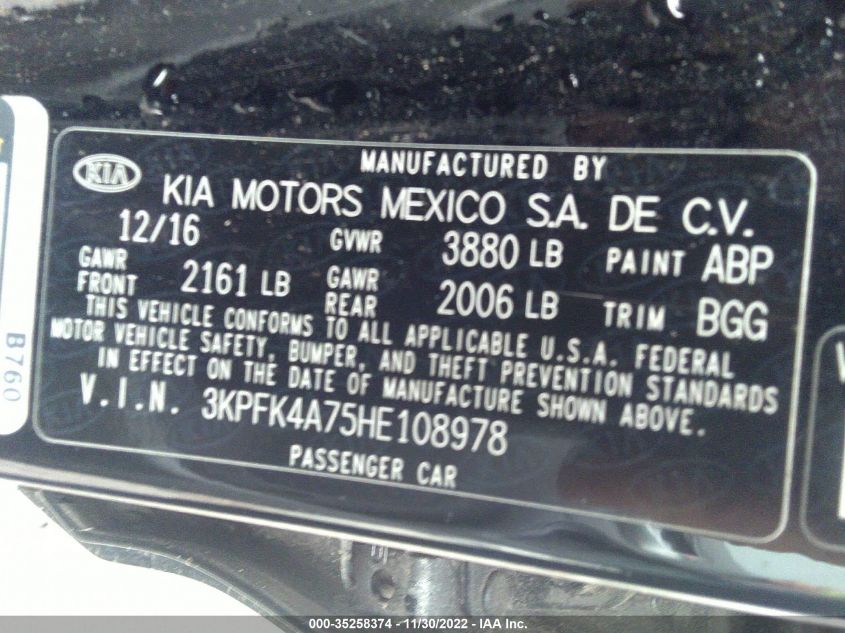 MANUFACTURED BY
KIA
KIA MOTORS MEXICO S.A. DE C.V.
12/16 GVWR 3880 LB PAINT ABP
GAWR FRONT 2161 LB GAWR REAR 2006 LB TRIM BGG
THIS VEHICLE CONFORMS TO ALL APPLICABLE U.S.A. FEDERAL
MOTOR VEHICLE SAFETY, BUMPER, AND THEFT PREVENTION STANDARDS
IN EFFECT ON THE DATE OF MANUFACTURE SHOWN ABOVE.
V.I.N. 3KPFK4A75HE108978
PASSENGER CAR
B760
000-35258374 - 11/30/2022 - IAA Inc.